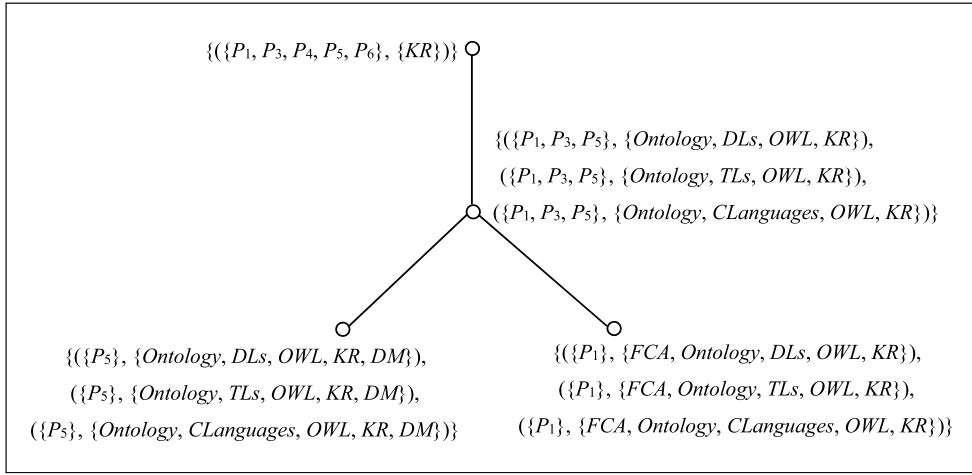 {({P₁, P₃, P₄, P₅, P₆}, {KR})}
{({P₁, P₃, P₅}, {Ontology, DLs, OWL, KR}),
({P₁, P₃, P₅}, {Ontology, TLs, OWL, KR}),
({P₁, P₃, P₅}, {Ontology, CLanguages, OWL, KR})}
{({P₅}, {Ontology, DLs, OWL, KR, DM}),
({P₅}, {Ontology, TLs, OWL, KR, DM}),
({P₅}, {Ontology, CLanguages, OWL, KR, DM})}
{({P₁}, {FCA, Ontology, DLs, OWL, KR}),
({P₁}, {FCA, Ontology, TLs, OWL, KR}),
({P₁}, {FCA, Ontology, CLanguages, OWL, KR})}